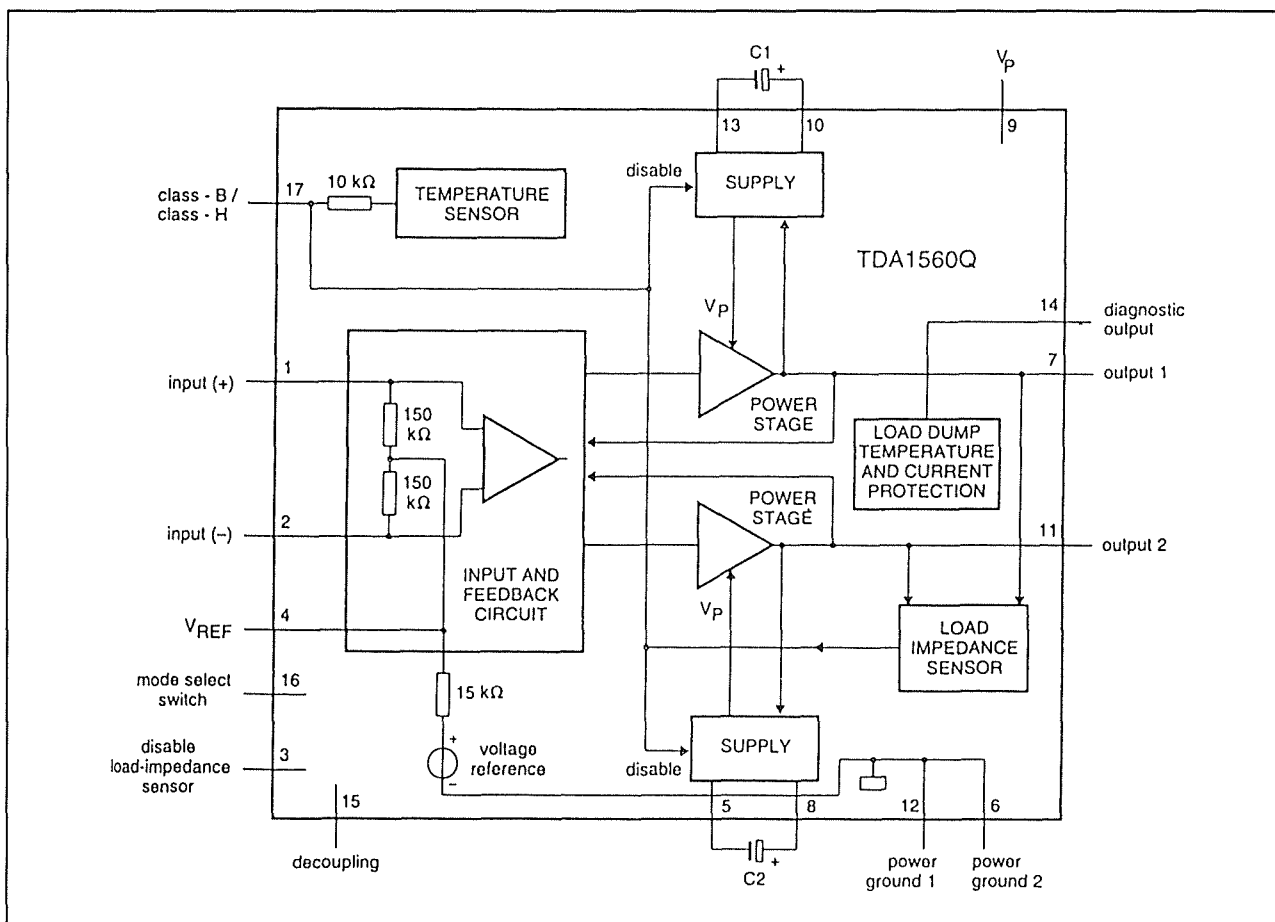 C1
+
VP
13
10
9
disable
SUPPLY
class - B /
class - H
17
10 kΩ
TEMPERATURE
SENSOR
TDA1560Q
VP
14
diagnostic
output
input (+)
1
7
output 1
150
kΩ
150
kΩ
POWER
STAGE
LOAD DUMP
TEMPERATURE
AND CURRENT
PROTECTION
input (–)
2
POWER
STAGE
11
output 2
INPUT AND
FEEDBACK
CIRCUIT
VP
VREF
4
LOAD
IMPEDANCE
SENSOR
mode select
switch
16
15 kΩ
disable
load-impedance
sensor
3
+
–
voltage
reference
disable
SUPPLY
15
decoupling
5
8
12
6
C2
+
power
ground 1
power
ground 2